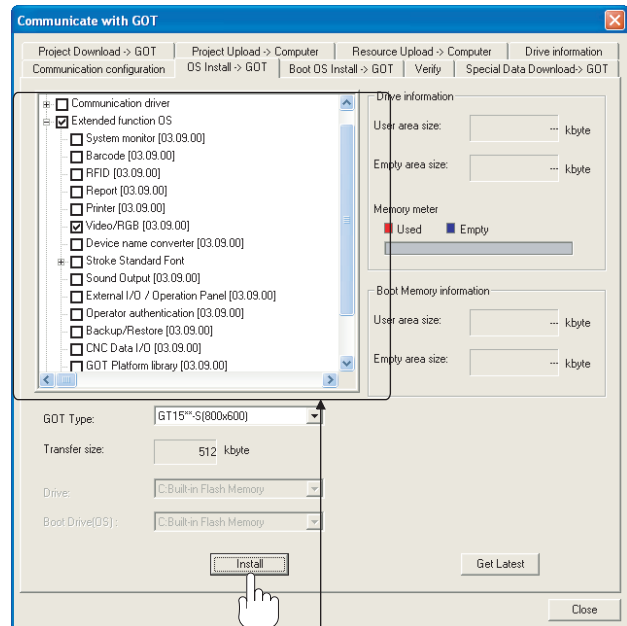 Communicate with GOT
Project Download -> GOT Project Upload -> Computer Resource Upload -> Computer Drive information
Communication configuration OS Install -> GOT Boot OS Install -> GOT Verify Special Data Download-> GOT
Communication driver
Extended function OS
System monitor [03.09.00]
Barcode [03.09.00]
RFID [03.09.00]
Report [03.09.00]
Printer [03.09.00]
Video/RGB [03.09.00]
Device name converter [03.09.00]
Stroke Standard Font
Sound Output [03.09.00]
External I/O / Operation Panel [03.09.00]
Operator authentication [03.09.00]
Backup/Restore [03.09.00]
CNC Data I/O [03.09.00]
GOT Platform library [03.09.00]
Drive information
User area size: --- kbyte
Empty area size: --- kbyte
Memory meter
Used Empty
Boot Memory information
User area size: --- kbyte
Empty area size: --- kbyte
GOT Type: GT15**-S(800x600)
Transfer size: 512 kbyte
Drive: C:Built-in Flash Memory
Boot Drive(OS) : C:Built-in Flash Memory
Install Get Latest
Close